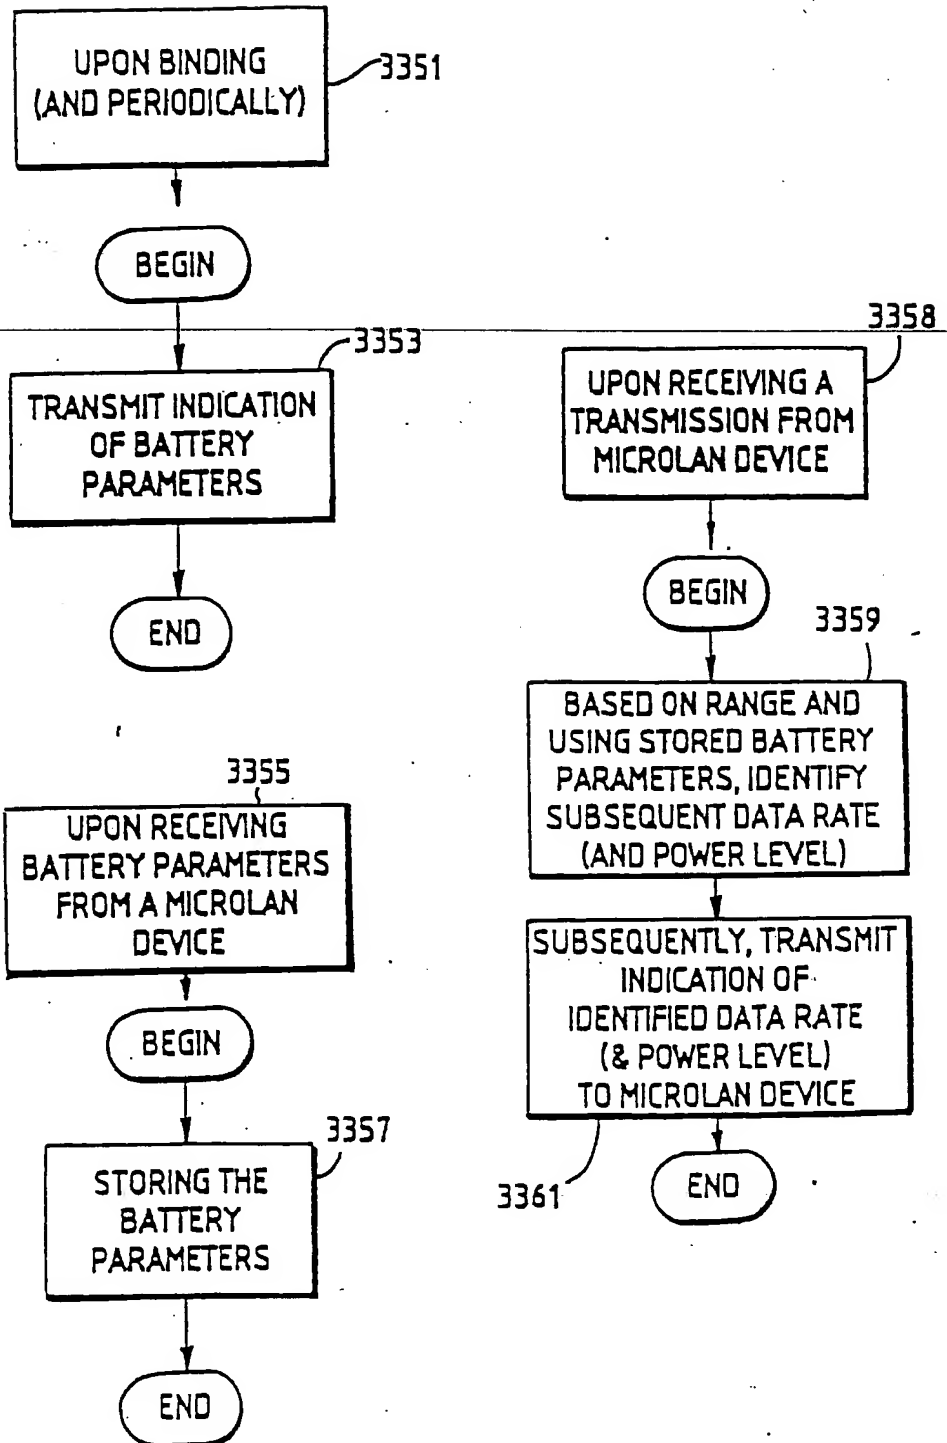 UPON BINDING
(AND PERIODICALLY)
3351
BEGIN
3353
TRANSMIT INDICATION
OF BATTERY
PARAMETERS
END
3355
UPON RECEIVING
BATTERY PARAMETERS
FROM A MICROLAN
DEVICE
BEGIN
3357
STORING THE
BATTERY
PARAMETERS
END
3358
UPON RECEIVING A
TRANSMISSION FROM
MICROLAN DEVICE
BEGIN
3359
BASED ON RANGE AND
USING STORED BATTERY
PARAMETERS, IDENTIFY
SUBSEQUENT DATA RATE
(AND POWER LEVEL)
SUBSEQUENTLY, TRANSMIT
INDICATION OF
IDENTIFIED DATA RATE
(& POWER LEVEL)
TO MICROLAN DEVICE
3361
END